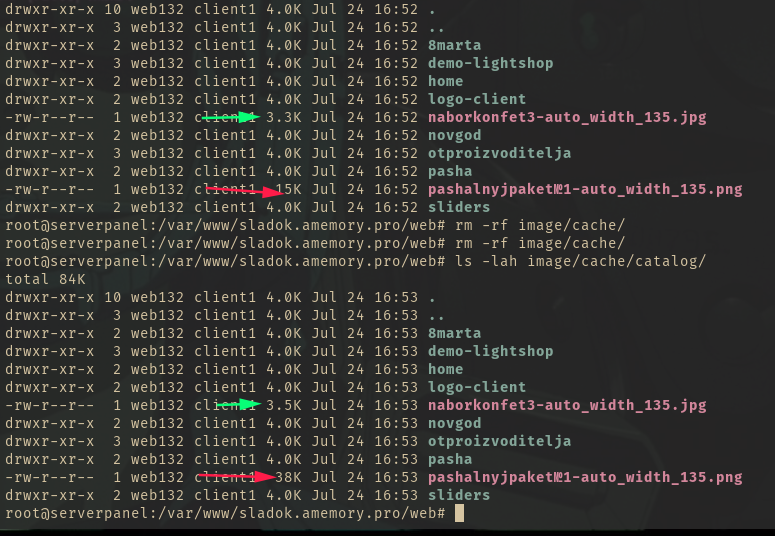 drwxr-xr-x 10 web132 client1 4.0K Jul 24 16:52 .
drwxr-xr-x  3 web132 client1 4.0K Jul 24 16:52 ..
drwxr-xr-x  2 web132 client1 4.0K Jul 24 16:52 8marta
drwxr-xr-x  3 web132 client1 4.0K Jul 24 16:52 demo-lightshop
drwxr-xr-x  2 web132 client1 4.0K Jul 24 16:52 home
drwxr-xr-x  2 web132 client1 4.0K Jul 24 16:52 logo-client
-rw-r--r--  1 web132 client1 3.3K Jul 24 16:52 naborkonfet3-auto_width_135.jpg
drwxr-xr-x  2 web132 client1 4.0K Jul 24 16:52 novgod
drwxr-xr-x  3 web132 client1 4.0K Jul 24 16:52 otproizvoditelja
drwxr-xr-x  2 web132 client1 4.0K Jul 24 16:52 pasha
-rw-r--r--  1 web132 client1  15K Jul 24 16:52 pashalnyjpaket№1-auto_width_135.png
drwxr-xr-x  2 web132 client1 4.0K Jul 24 16:52 sliders
root@serverpanel:/var/www/sladok.amemory.pro/web# rm -rf image/cache/
root@serverpanel:/var/www/sladok.amemory.pro/web# rm -rf image/cache/
root@serverpanel:/var/www/sladok.amemory.pro/web# ls -lah image/cache/catalog/
total 84K
drwxr-xr-x 10 web132 client1 4.0K Jul 24 16:53 .
drwxr-xr-x  3 web132 client1 4.0K Jul 24 16:53 ..
drwxr-xr-x  2 web132 client1 4.0K Jul 24 16:53 8marta
drwxr-xr-x  3 web132 client1 4.0K Jul 24 16:53 demo-lightshop
drwxr-xr-x  2 web132 client1 4.0K Jul 24 16:53 home
drwxr-xr-x  2 web132 client1 4.0K Jul 24 16:53 logo-client
-rw-r--r--  1 web132 client1 3.5K Jul 24 16:53 naborkonfet3-auto_width_135.jpg
drwxr-xr-x  2 web132 client1 4.0K Jul 24 16:53 novgod
drwxr-xr-x  3 web132 client1 4.0K Jul 24 16:53 otproizvoditelja
drwxr-xr-x  2 web132 client1 4.0K Jul 24 16:53 pasha
-rw-r--r--  1 web132 client1  38K Jul 24 16:53 pashalnyjpaket№1-auto_width_135.png
drwxr-xr-x  2 web132 client1 4.0K Jul 24 16:53 sliders
root@serverpanel:/var/www/sladok.amemory.pro/web#